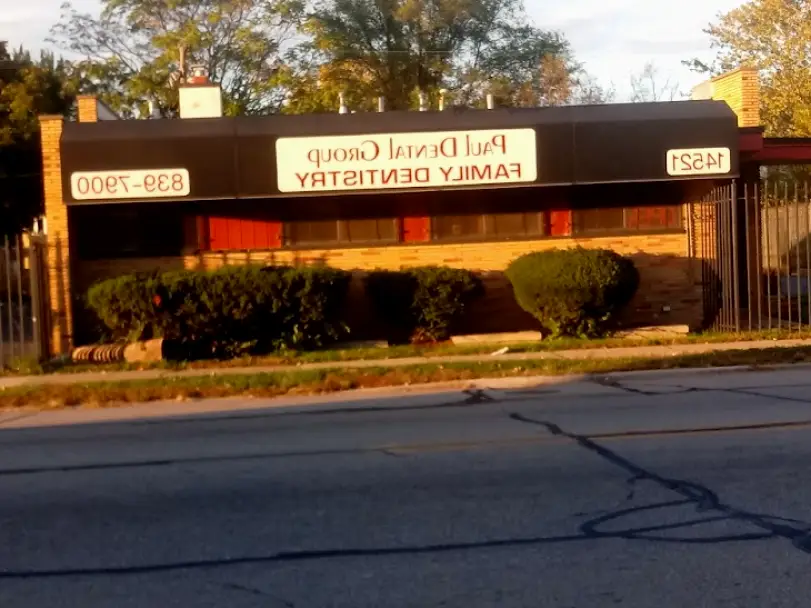 Paul Dental Group
FAMILY DENTISTRY
14521
839-7900